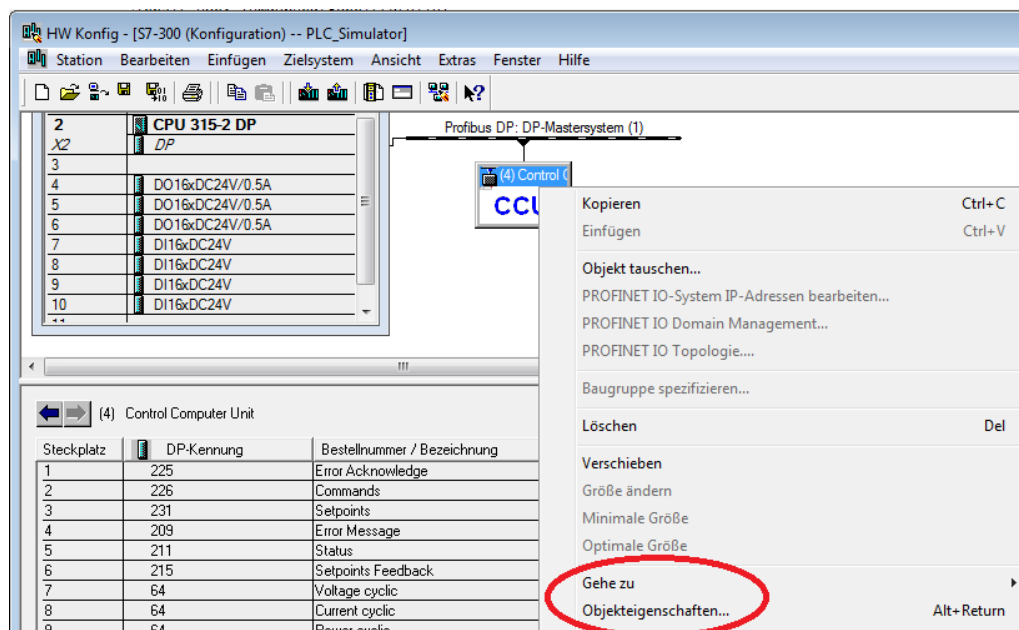 HW Konfig - [S7-300 (Konfiguration) -- PLC_Simulator]
Station Bearbeiten Einfügen Zielsystem Ansicht Extras Fenster Hilfe
2 CPU 315-2 DP
X2 DP
3
4 DO16xDC24V/0.5A
5 DO16xDC24V/0.5A
6 DO16xDC24V/0.5A
7 DI16xDC24V
8 DI16xDC24V
9 DI16xDC24V
10 DI16xDC24V
Profibus DP: DP-Mastersystem (1)
(4) Control
CCU
Kopieren Ctrl+C
Einfügen Ctrl+V
Objekt tauschen...
PROFINET IO-System IP-Adressen bearbeiten...
PROFINET IO Domain Management...
PROFINET IO Topologie....
Baugruppe spezifizieren...
Löschen Del
Verschieben
Größe ändern
Minimale Größe
Optimale Größe
Gehe zu
Objekteigenschaften... Alt+Return
(4) Control Computer Unit
Steckplatz DP-Kennung Bestellnummer / Bezeichnung
1 225 Error Acknowledge
2 226 Commands
3 231 Setpoints
4 209 Error Message
5 211 Status
6 215 Setpoints Feedback
7 64 Voltage cyclic
8 64 Current cyclic
9 64 Power cyclic